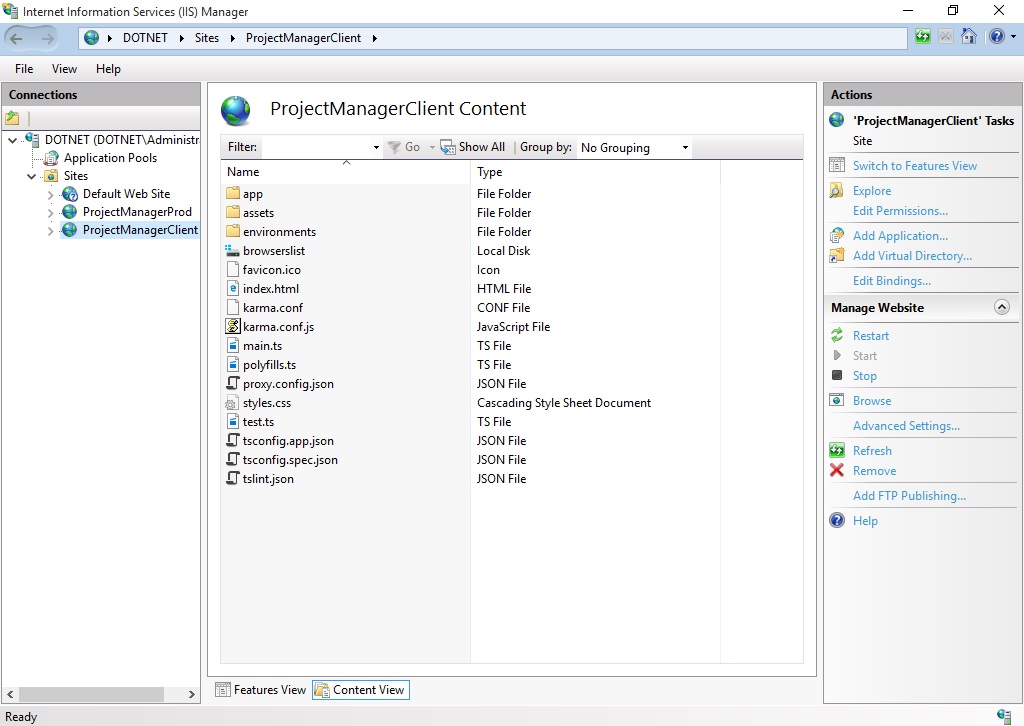 Internet Information Services (IIS) Manager
DOTNET Sites ProjectManagerClient
File View Help
Connections
DOTNET (DOTNET\Administr
Application Pools
Sites
Default Web Site
ProjectManagerProd
ProjectManagerClient
ProjectManagerClient Content
Filter: Go Show All Group by: No Grouping
Name Type
app File Folder
assets File Folder
environments File Folder
browserslist Local Disk
favicon.ico Icon
index.html HTML File
karma.conf CONF File
karma.conf.js JavaScript File
main.ts TS File
polyfills.ts TS File
proxy.config.json JSON File
styles.css Cascading Style Sheet Document
test.ts TS File
tsconfig.app.json JSON File
tsconfig.spec.json JSON File
tslint.json JSON File
Features View Content View
Actions
'ProjectManagerClient' Tasks
Site
Switch to Features View
Explore
Edit Permissions...
Add Application...
Add Virtual Directory...
Edit Bindings...
Manage Website
Restart
Start
Stop
Browse
Advanced Settings...
Refresh
Remove
Add FTP Publishing...
Help
Ready